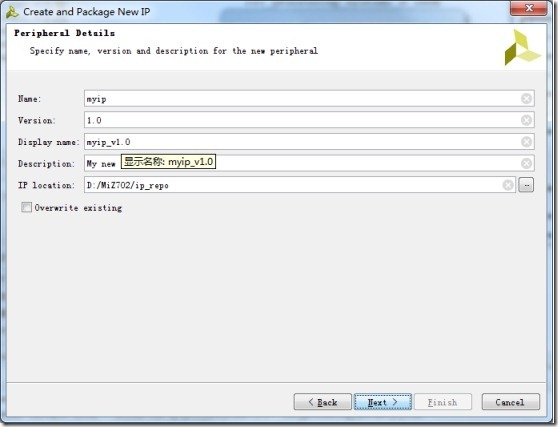 Create and Package New IP
Peripheral Details
Specify name, version and description for the new peripheral
Name: myip
Version: 1.0
Display name: myip_v1.0
Description: My new
显示名称: myip_v1.0
IP location: D:/MiZ702/ip_repo
Overwrite existing
< Back Next > Finish Cancel